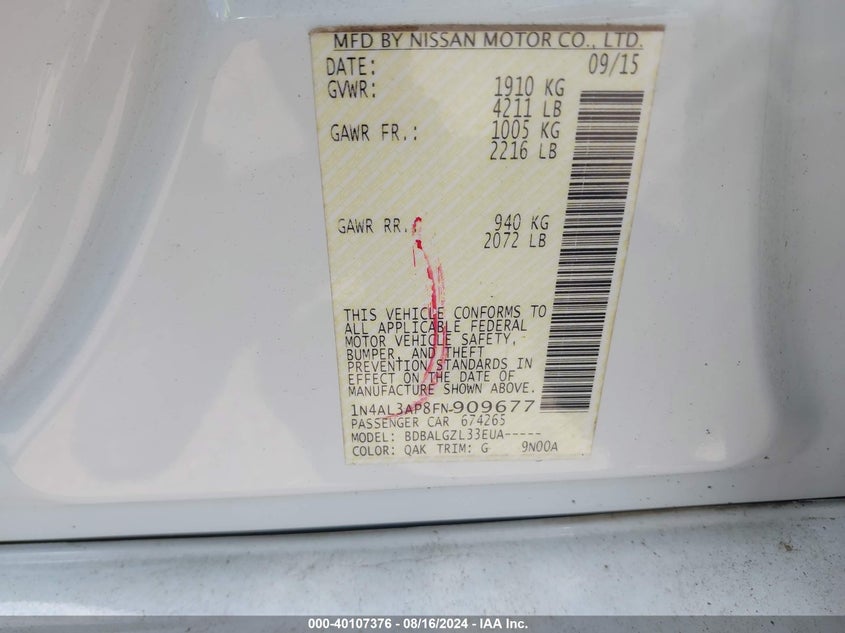 MFD BY NISSAN MOTOR CO., LTD.
DATE: 09/15
GVWR: 1910 KG
4211 LB
GAWR FR.: 1005 KG
2216 LB
GAWR RR. 940 KG
2072 LB
THIS VEHICLE CONFORMS TO
ALL APPLICABLE FEDERAL
MOTOR VEHICLE SAFETY,
BUMPER, AND THEFT
PREVENTION STANDARDS IN
EFFECT ON THE DATE OF
MANUFACTURE SHOWN ABOVE.
1N4AL3AP8FN-909677
PASSENGER CAR 674265
MODEL: BDBALGZL33EUA-----
COLOR: QAK TRIM: G 9N00A
000-40107376 - 08/16/2024 - IAA Inc.